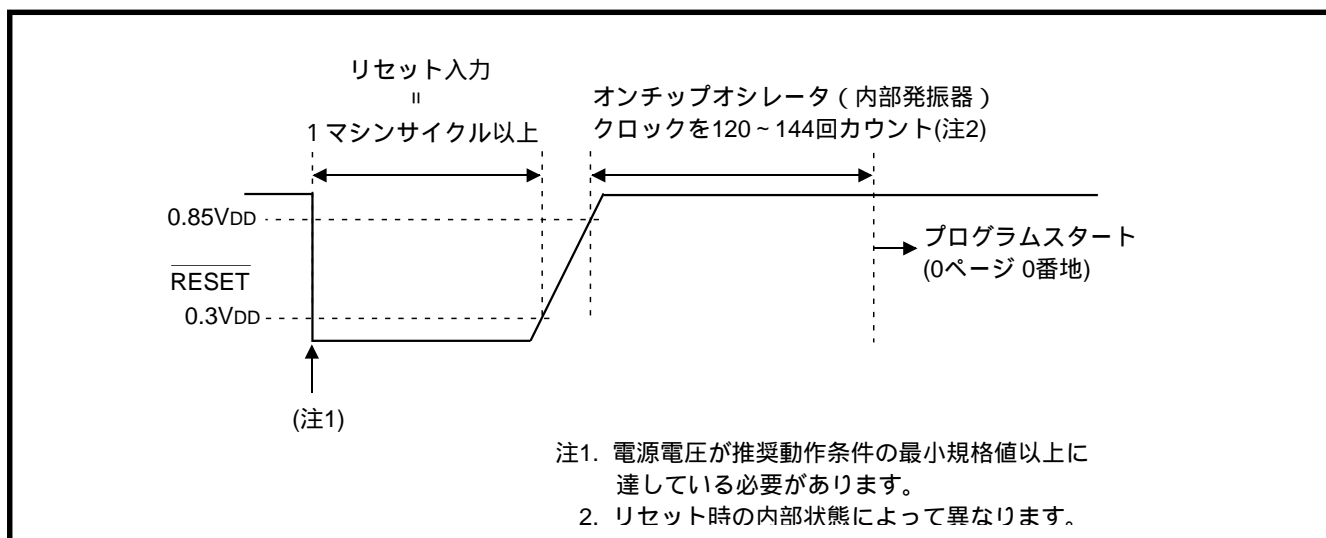 リセット入力
=
1 マシンサイクル以上
オンチップオシレータ（内部発振器）
クロックを120～144回カウント(注2)
0.85VDD
プログラムスタート
(0ページ 0番地)
RESET
0.3VDD
(注1)
注1. 電源電圧が推奨動作条件の最小規格値以上に
達している必要があります。
2. リセット時の内部状態によって異なります。